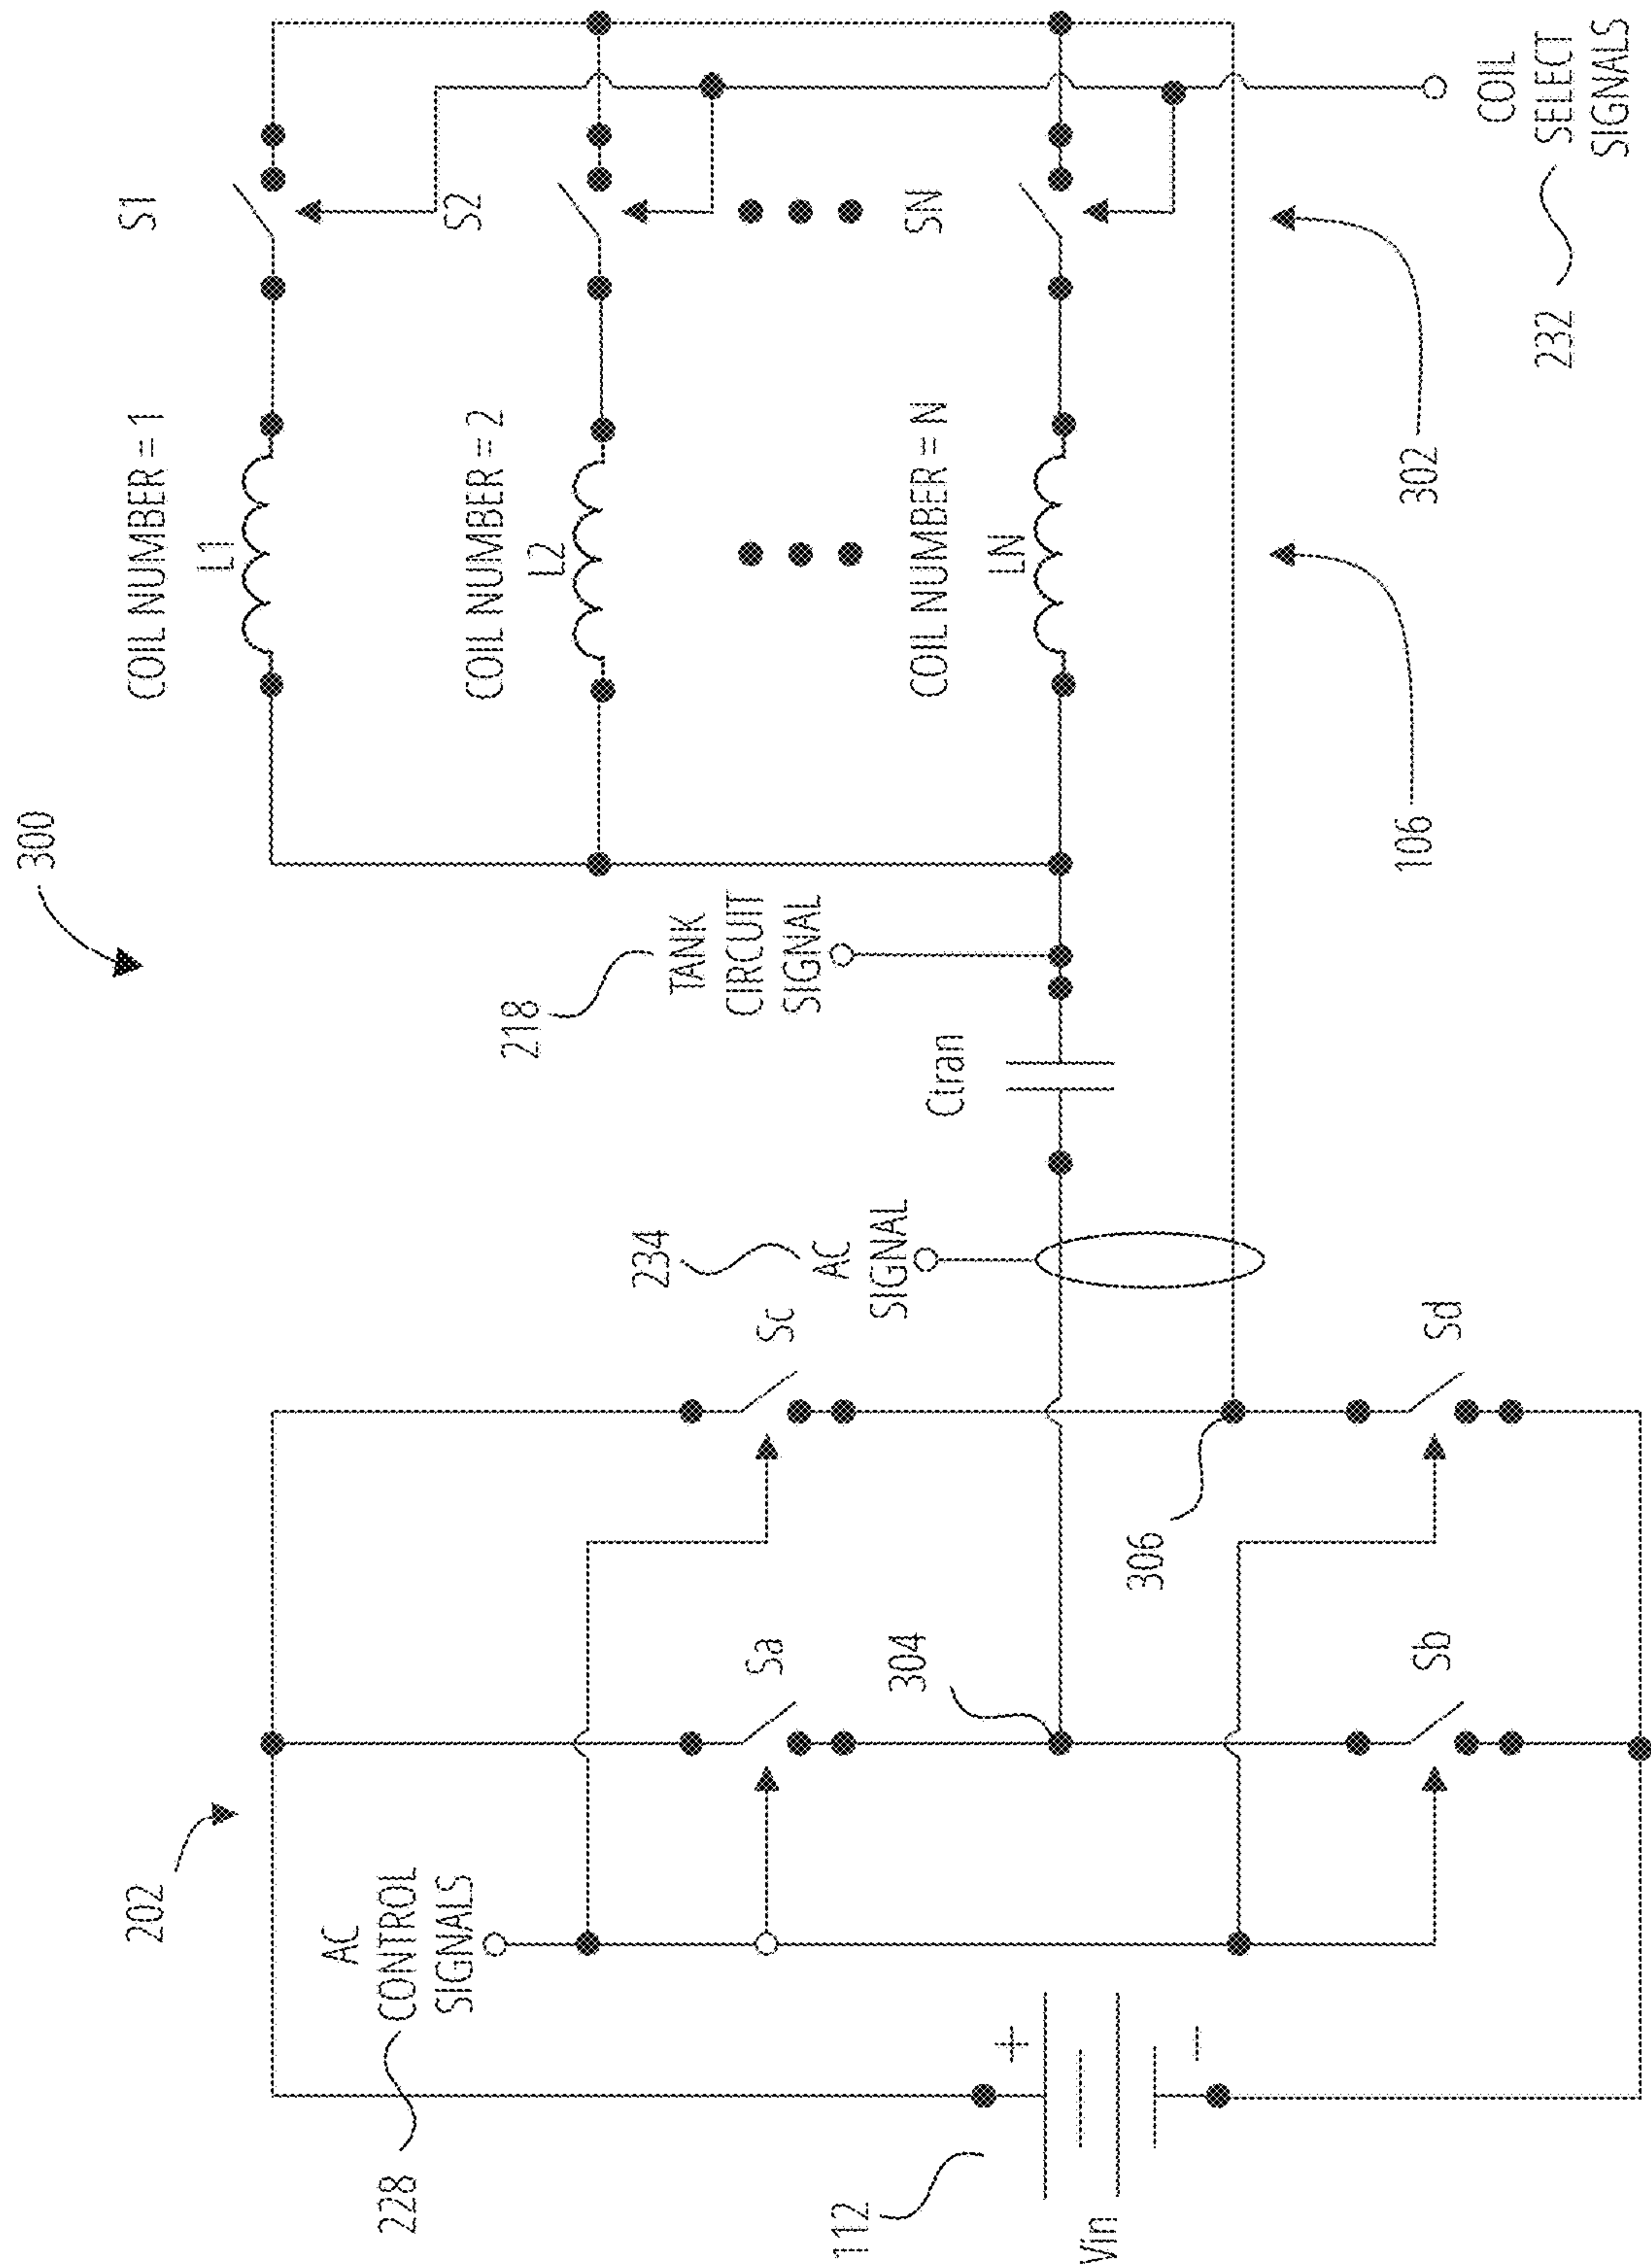 300
202
228
AC
CONTROL
SIGNALS
112
Vin
+
−
Sa
Sb
Sc
Sd
304
306
234
AC
SIGNAL
Ctran
218
TANK
CIRCUIT
SIGNAL
COIL NUMBER = 1
L1
S1
COIL NUMBER = 2
L2
S2
COIL NUMBER = N
LN
SN
106
302
232
COIL
SELECT
SIGNALS